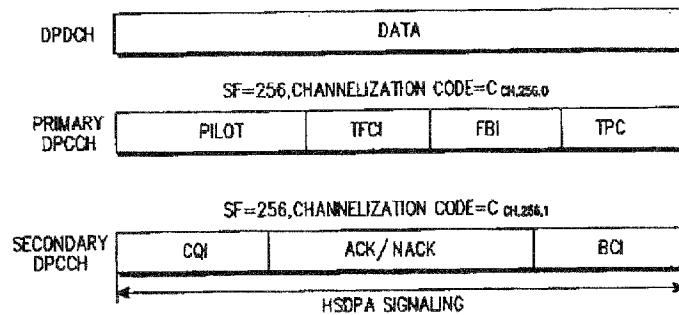 DPDCH DATA
SF=256,CHANNELIZATION CODE=C CH,256,0
PRIMARY DPCCH PILOT TFCI FBI TPC
SF=256,CHANNELIZATION CODE=C CH,256,1
SECONDARY DPCCH CQI ACK/NACK BCI
HSDPA SIGNALING